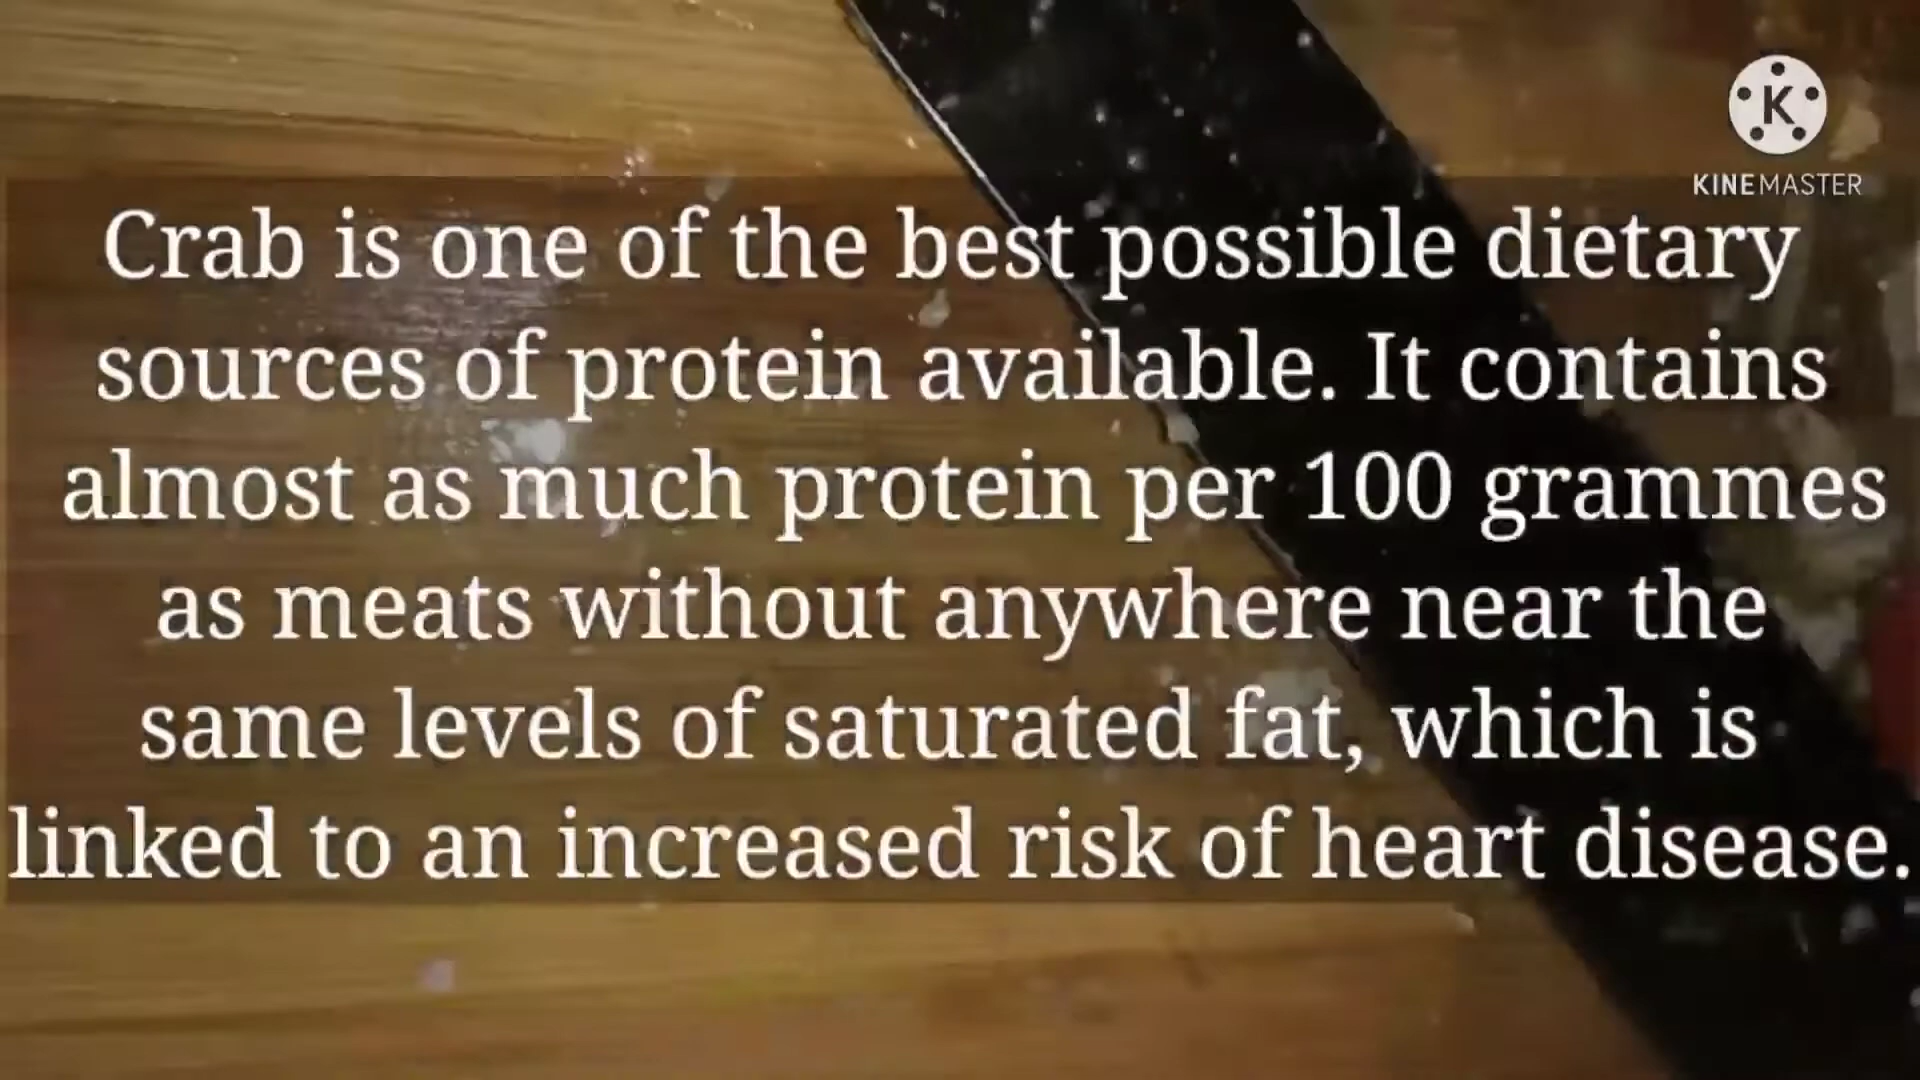 K
KINEMASTER
Crab is one of the best possible dietary
sources of protein available. It contains
almost as much protein per 100 grammes
as meats without anywhere near the
same levels of saturated fat, which is
linked to an increased risk of heart disease.